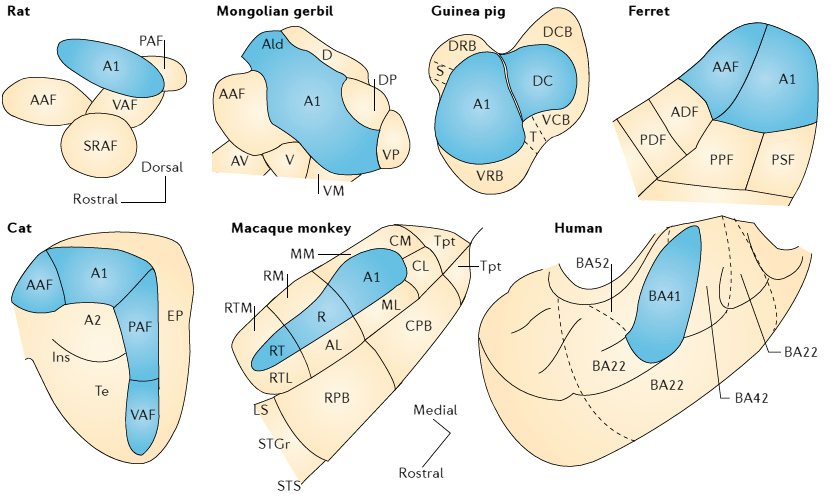 Rat
PAF
A1
AAF
VAF
SRAF
Dorsal
Rostral
Mongolian gerbil
Ald
D
DP
AAF
A1
VP
AV
V
VM
Guinea pig
DCB
DRB
S
DC
A1
VCB
T
VRB
Ferret
AAF
A1
ADF
PDF
PPF
PSF
Cat
AAF
A1
A2
PAF
EP
Ins
Te
VAF
Macaque monkey
MM
CM
Tpt
RM
A1
CL
Tpt
RTM
R
ML
CPB
RT
AL
RTL
RPB
LS
STGr
STS
Medial
Rostral
Human
BA52
BA41
BA22
BA22
BA22
BA42